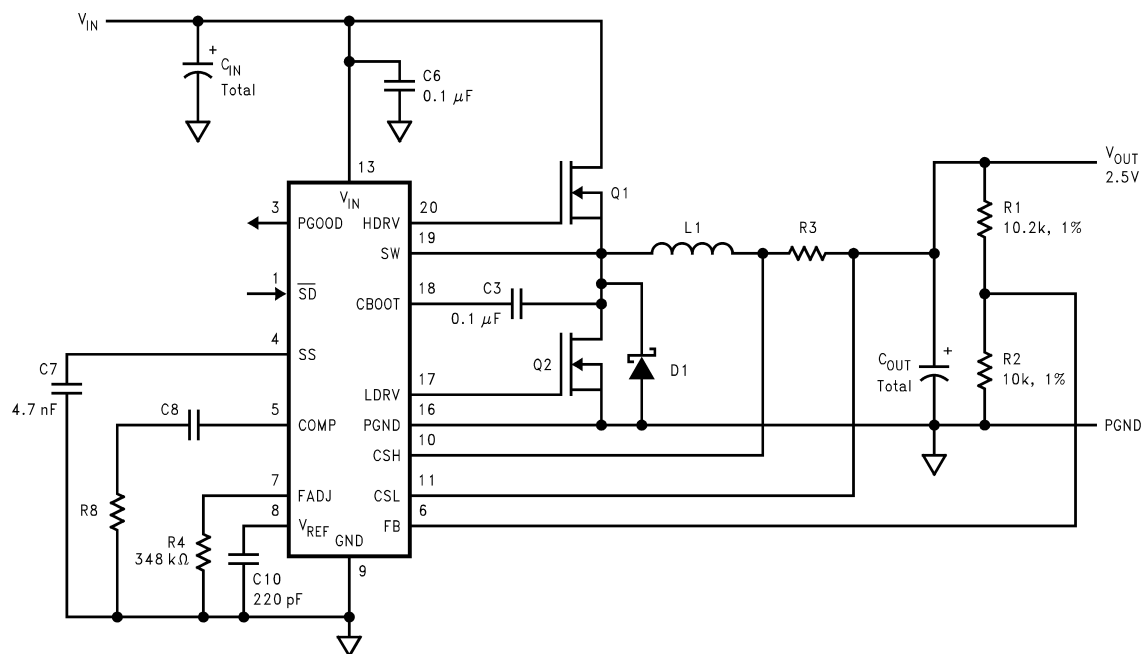 VIN
+
CIN
Total
C6
0.1 μF
13
VIN
3
PGOOD
HDRV
20
Q1
VOUT
2.5V
R1
10.2k, 1%
19
SW
L1
R3
1
SD
18
CBOOT
C3
0.1 μF
4
SS
C7
4.7 nF
Q2
D1
COUT
+
Total
R2
10k, 1%
17
LDRV
C8
5
COMP
16
PGND
PGND
10
CSH
7
FADJ
11
CSL
R8
8
VREF
6
FB
R4
348 kΩ
GND
9
C10
220 pF